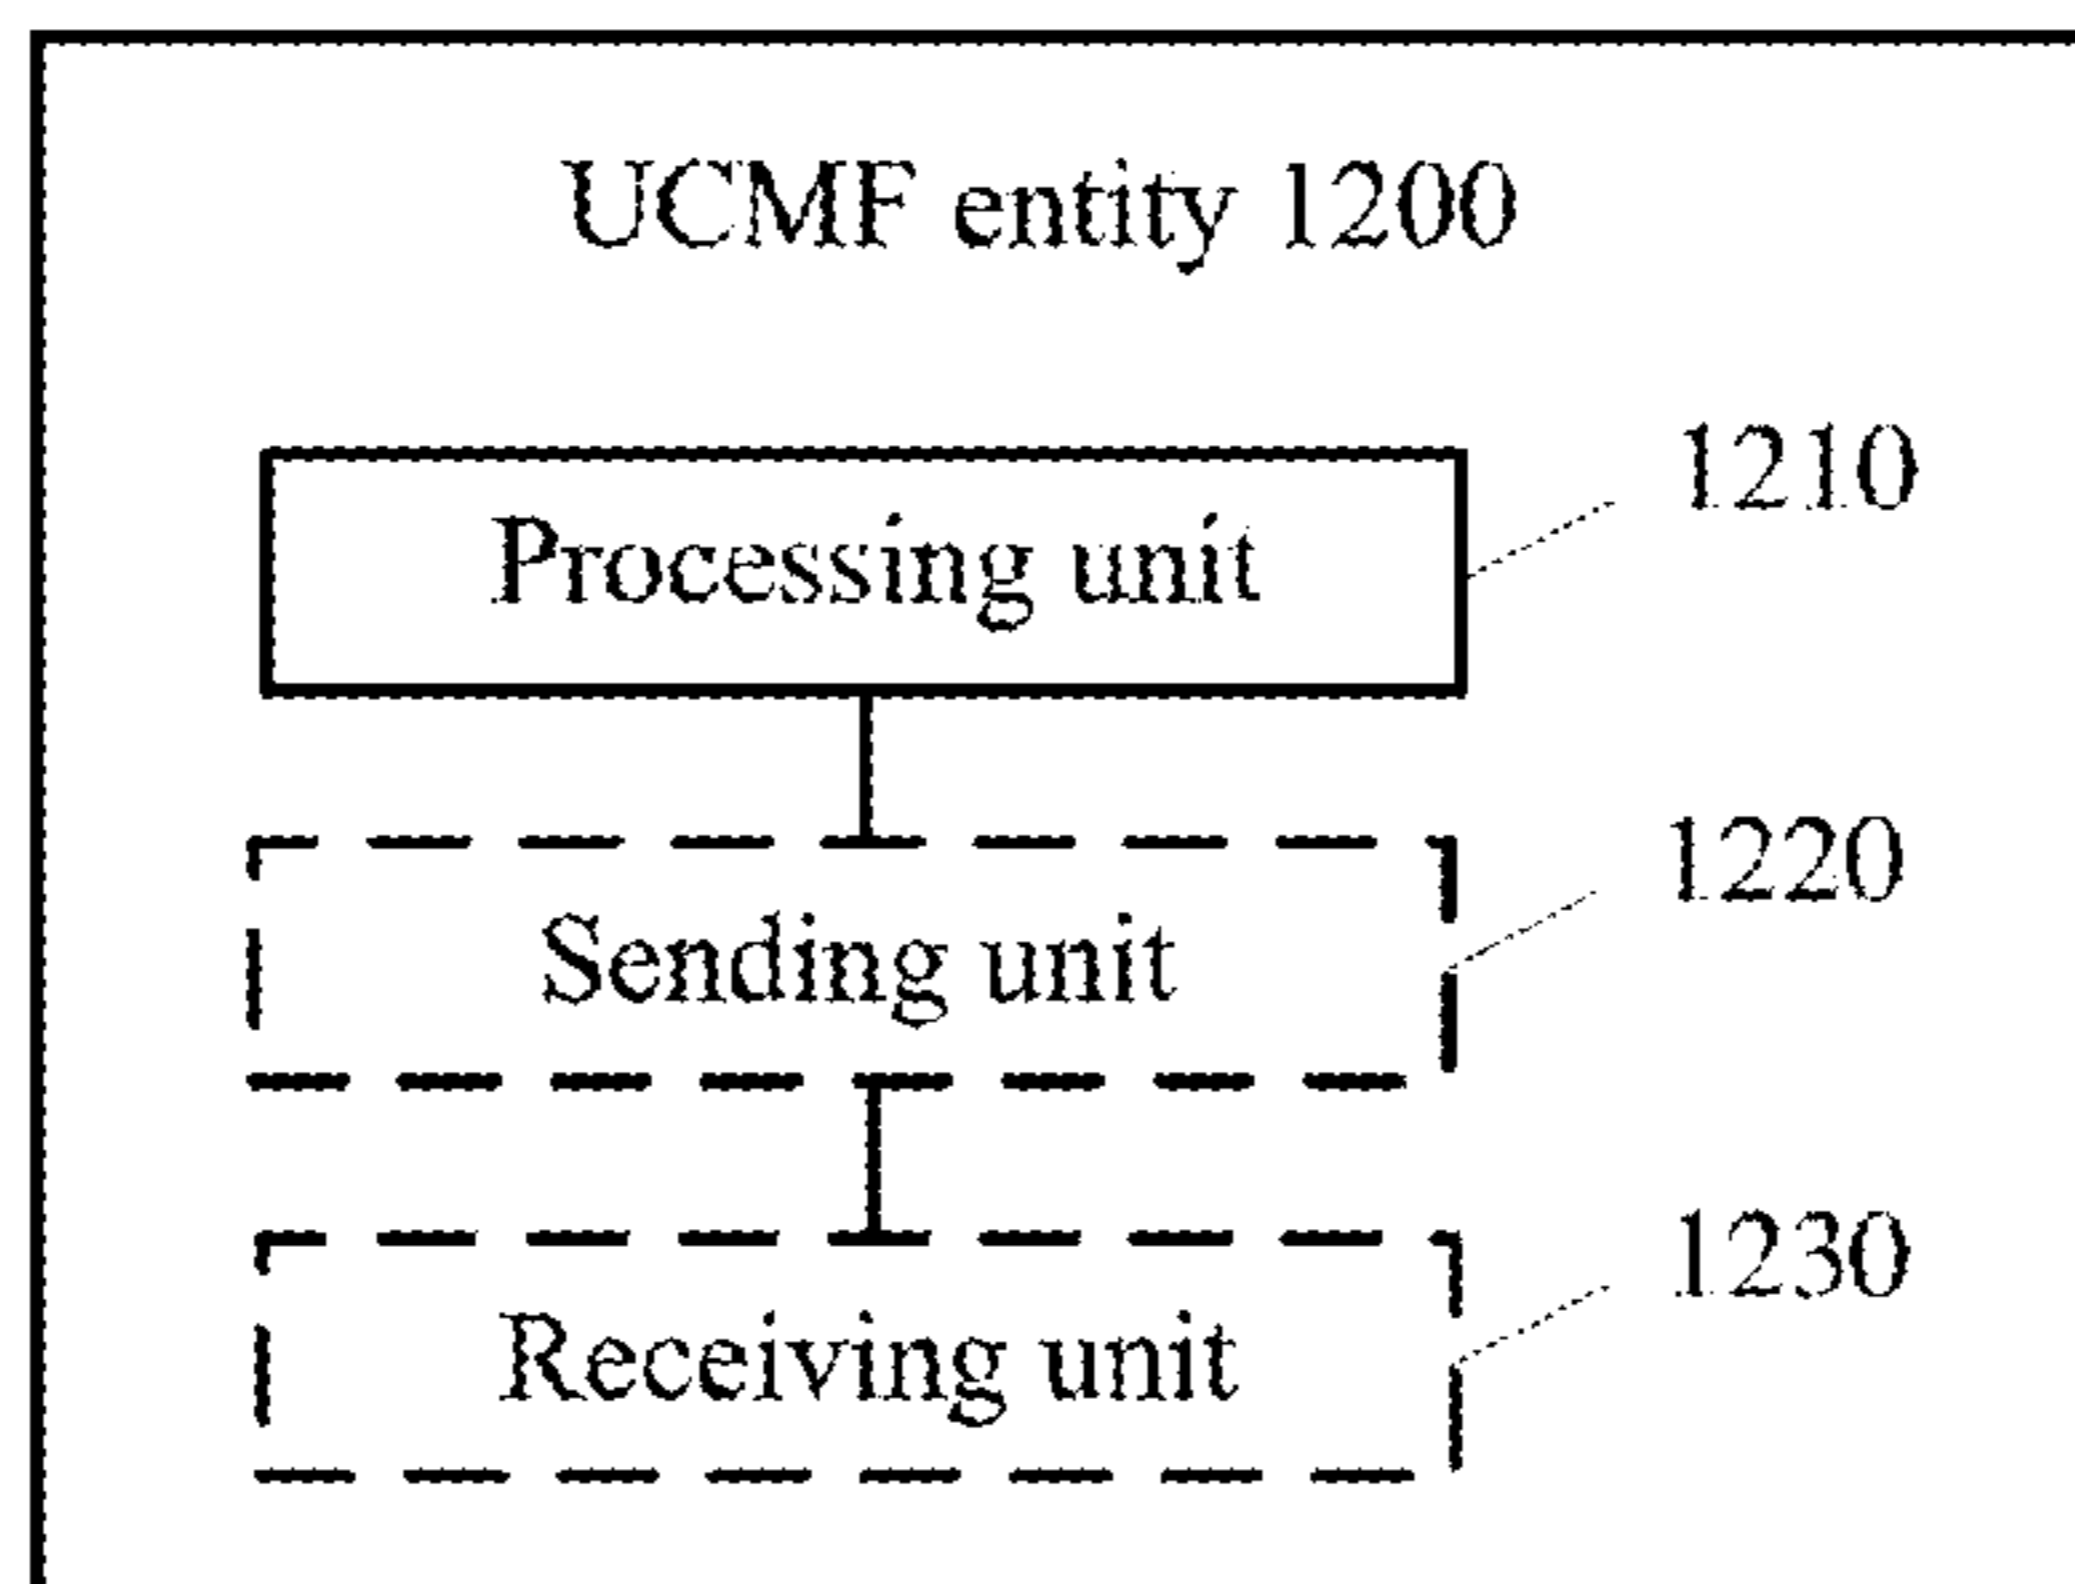 UCMF entity 1200
1210
Processing unit
1220
Sending unit
1230
Receiving unit